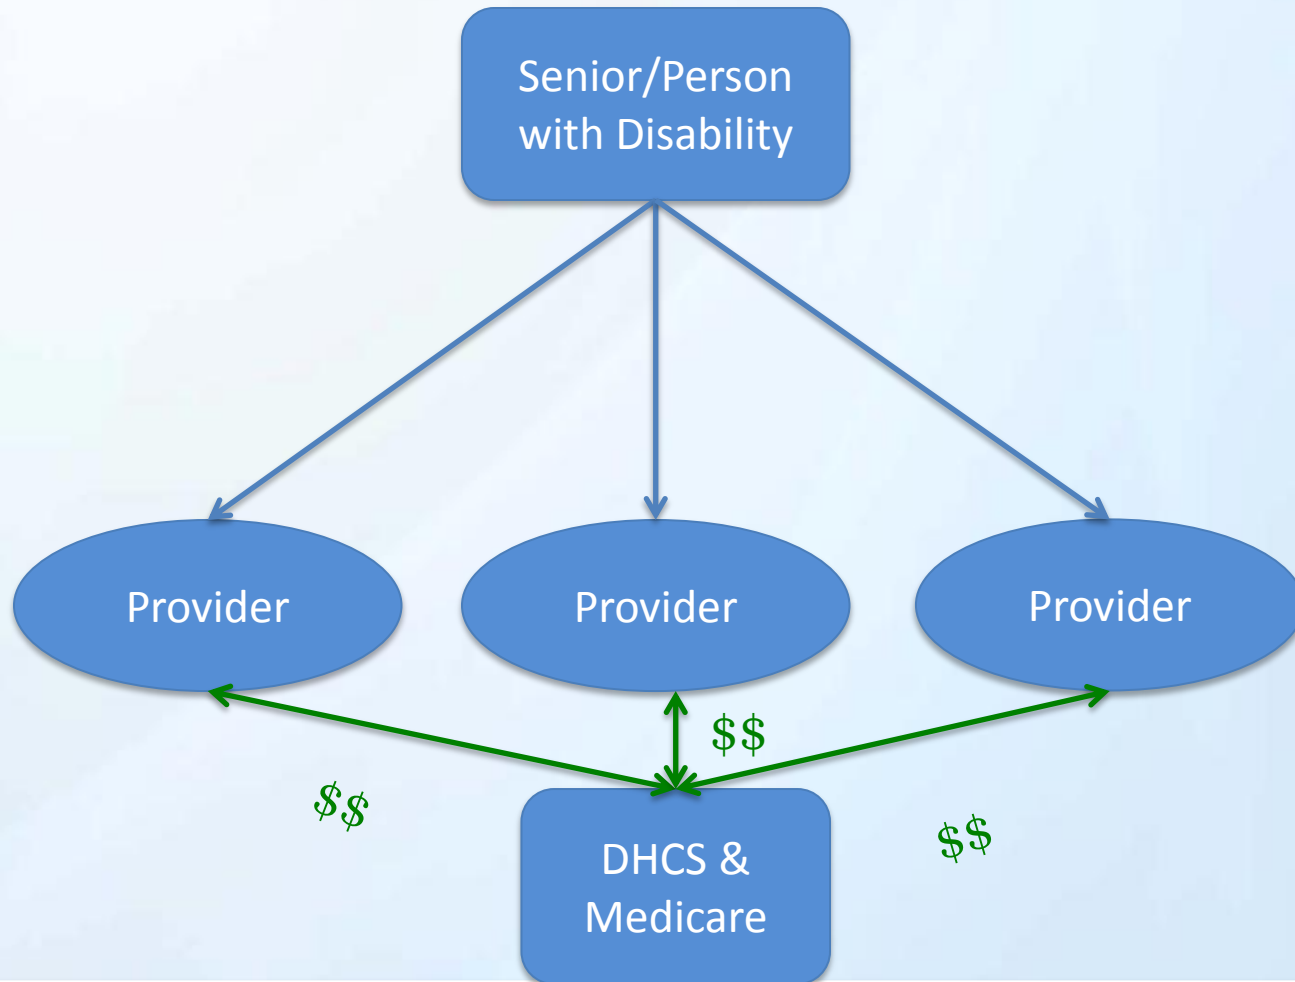 Senior/Person
with Disability
Provider
Provider
Provider
$$
$$
$$
DHCS &
Medicare